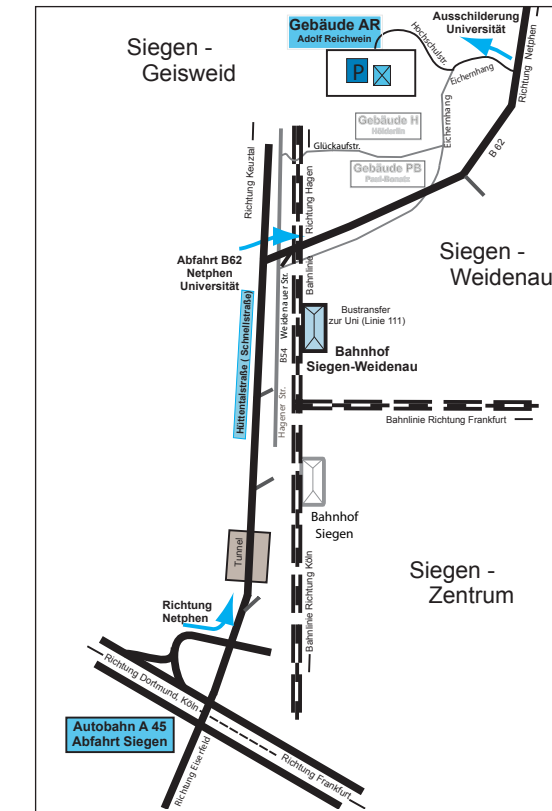 Siegen -
Geisweid
Gebäude AR
Adolf Reichwein
P
Ausschilderung
Universität
Hochschulstr.
Eichernhang
Richtung Netphen
Gebäude H
Hölderlin
Eichernhang
Glückaufstr.
Gebäude PB
Paul-Bonatz
B 62
Richtung Keuztal
Richtung Hagen
Bahnlinie
Abfahrt B62
Netphen
Universität
Siegen -
Weidenau
Hüttentalstraße ( Schnellstraße)
B54 Weidenauer Str.
Hagener Str.
Bustransfer
zur Uni (Linie 111)
Bahnhof
Siegen-Weidenau
Bahnlinie Richtung Frankfurt
Bahnhof
Siegen
Tunnel
Bahnlinie Richtung Köln
Siegen -
Zentrum
Richtung
Netphen
Richtung Dortmund, Köln
Autobahn A 45
Abfahrt Siegen
Richtung Eiserfeld
Richtung Frankfurt